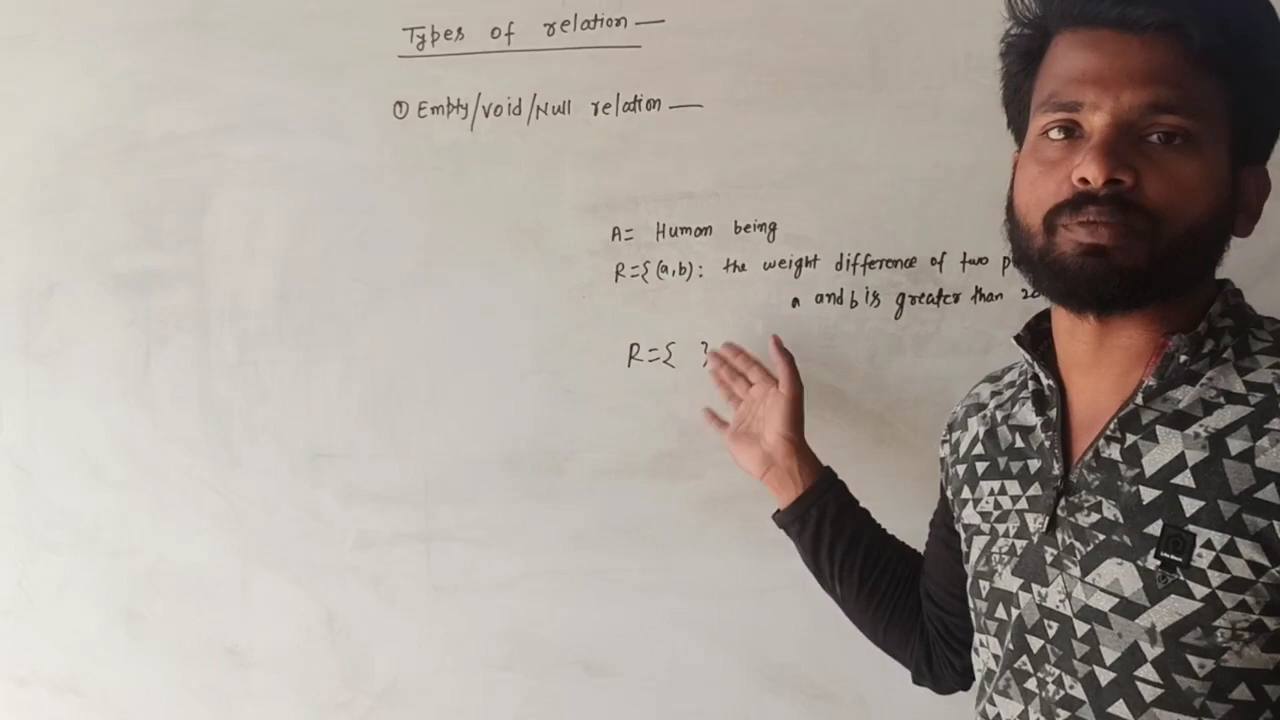 Types of relation —
① Empty/void/Null relation —
A= Human being
R={(a,b): the weight difference of two
a and b is greater than
R={ }